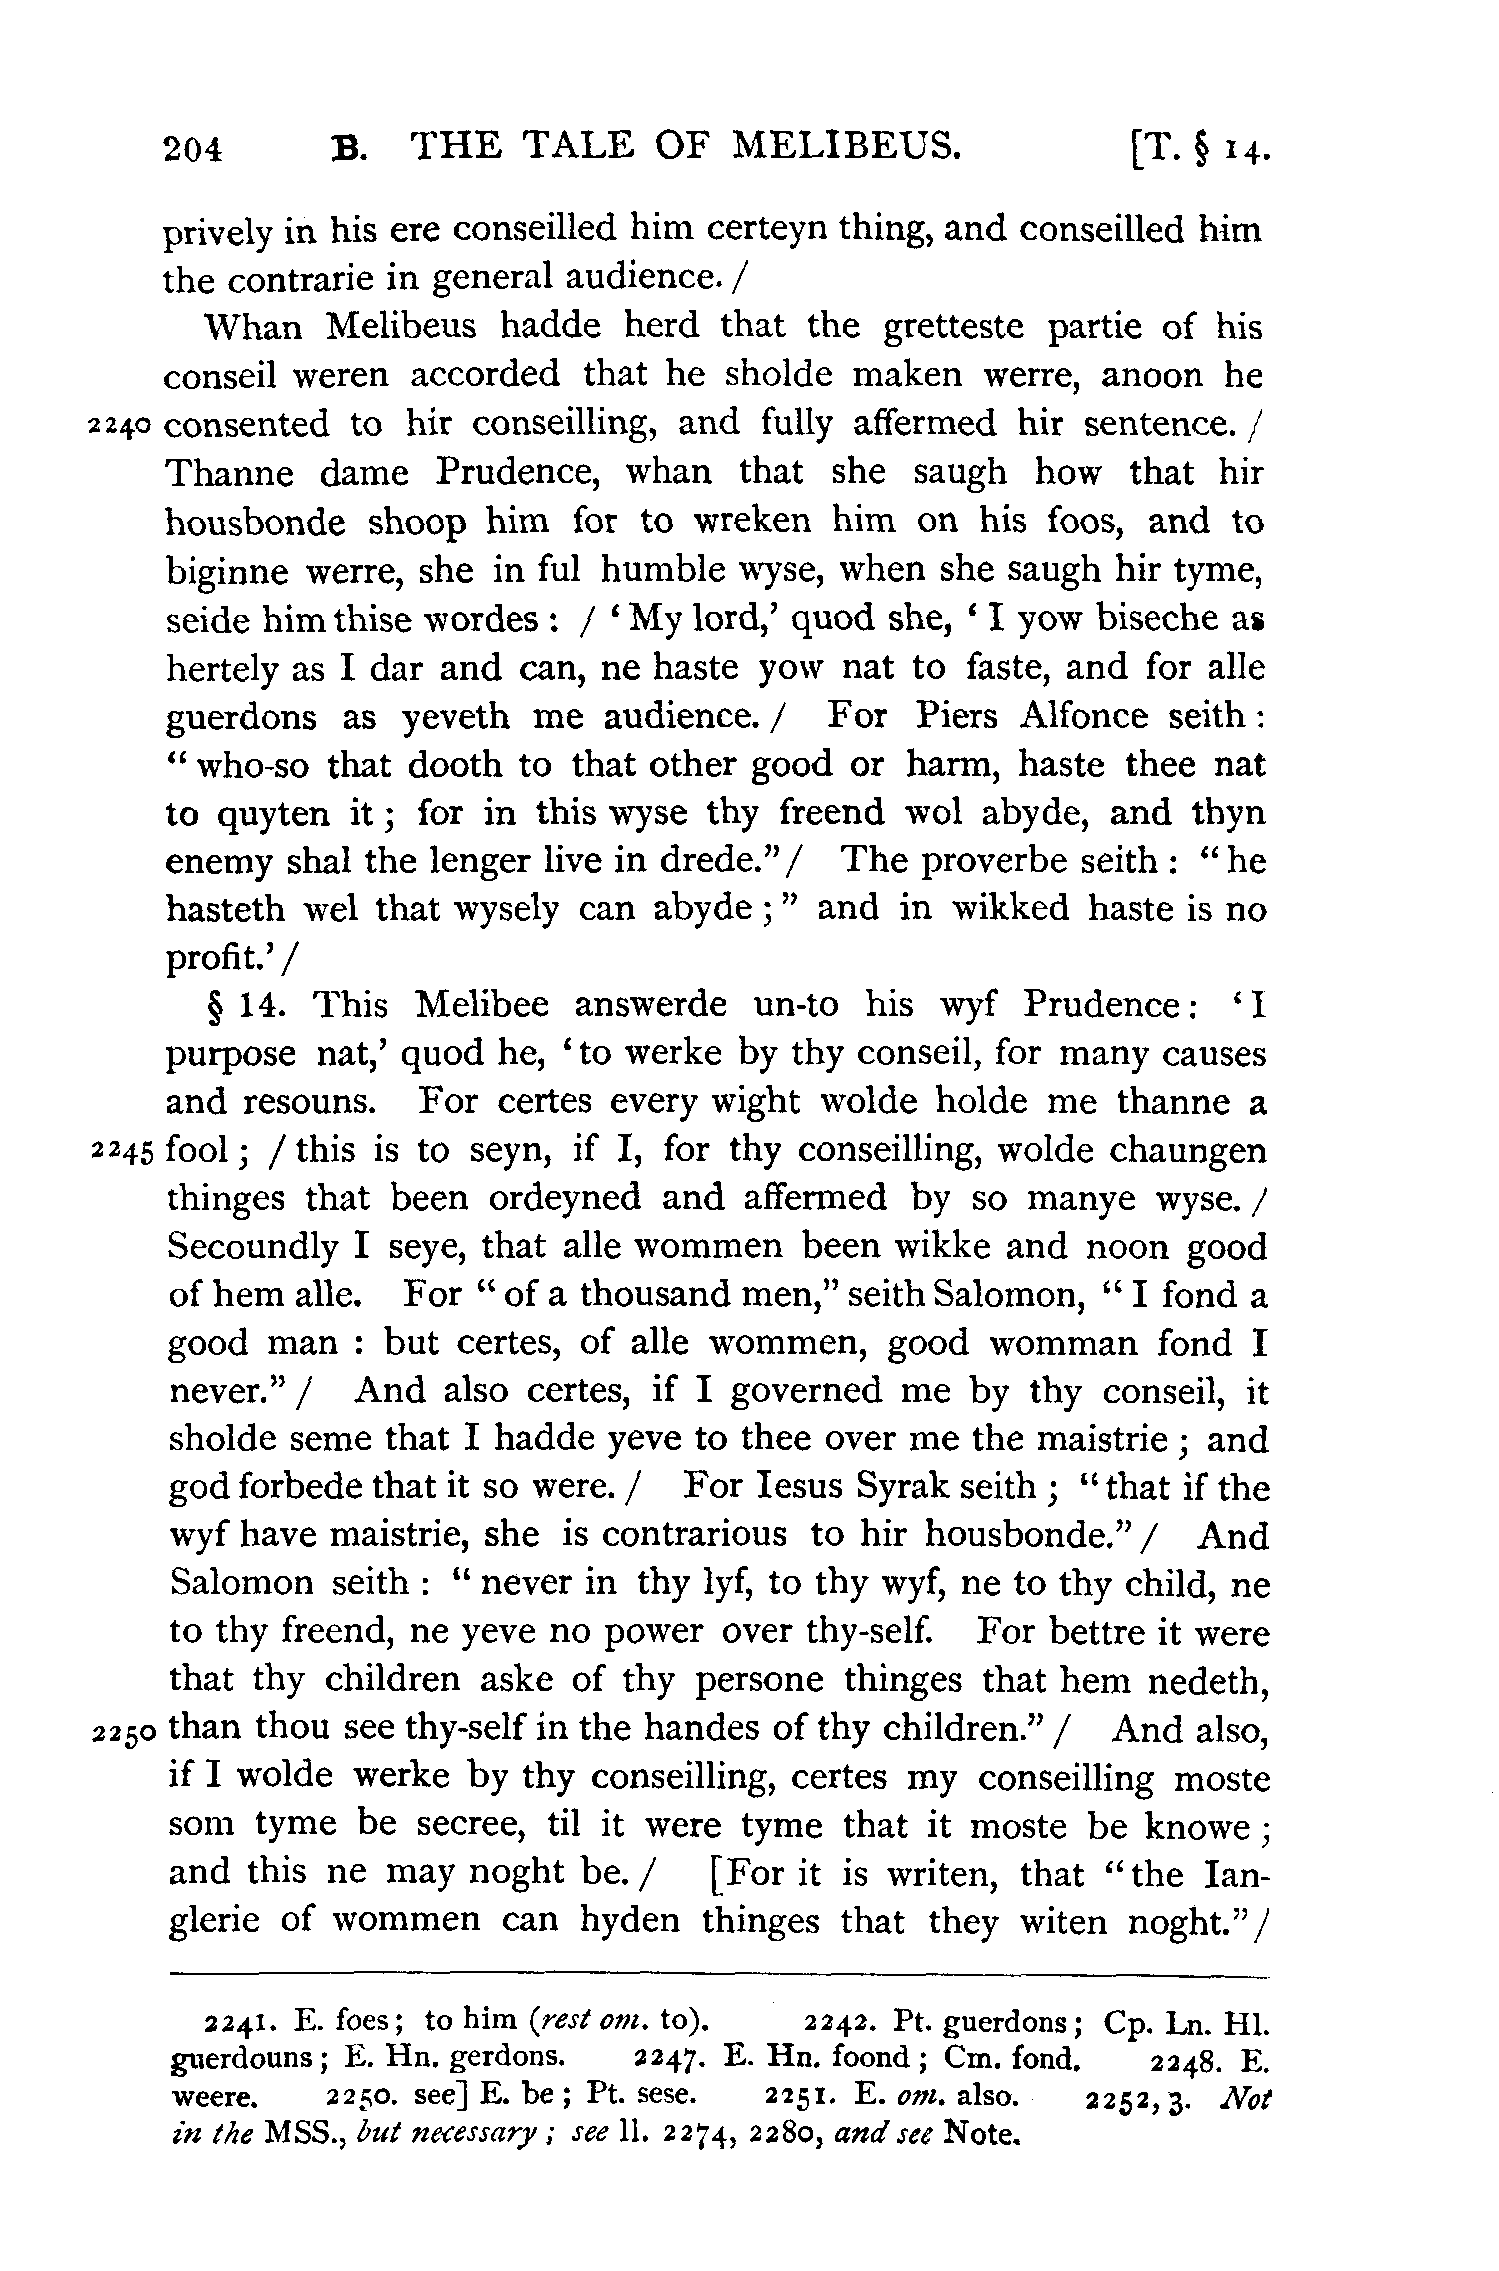 204 B. THE TALE OF MELIBEUS. [T. § 14.
prively in his ere conseilled him certeyn thing, and conseilled him
the contrarie in general audience. /
Whan Melibeus hadde herd that the gretteste partie of his
conseil weren accorded that he sholde maken werre, anoon he
2240 consented to hir conseilling, and fully affermed hir sentence. /
Thanne dame Prudence, whan that she saugh how that hir
housbonde shoop him for to wreken him on his foos, and to
biginne werre, she in ful humble wyse, when she saugh hir tyme,
seide him thise wordes : / ‘ My lord,’ quod she, ‘ I yow biseche as
hertely as I dar and can, ne haste yow nat to faste, and for alle
guerdons as yeveth me audience. / For Piers Alfonce seith :
“ who-so that dooth to that other good or harm, haste thee nat
to quyten it ; for in this wyse thy freend wol abyde, and thyn
enemy shal the lenger live in drede.” / The proverbe seith : “ he
hasteth wel that wysely can abyde ; ” and in wikked haste is no
profit.’ /
§ 14. This Melibee answerde un-to his wyf Prudence : ‘ I
purpose nat,’ quod he, ‘ to werke by thy conseil, for many causes
and resouns. For certes every wight wolde holde me thanne a
2245 fool ; / this is to seyn, if I, for thy conseilling, wolde chaungen
thinges that been ordeyned and affermed by so manye wyse. /
Secoundly I seye, that alle wommen been wikke and noon good
of hem alle. For “ of a thousand men,” seith Salomon, “ I fond a
good man : but certes, of alle wommen, good womman fond I
never.” / And also certes, if I governed me by thy conseil, it
sholde seme that I hadde yeve to thee over me the maistrie ; and
god forbede that it so were. / For Iesus Syrak seith ; “ that if the
wyf have maistrie, she is contrarious to hir housbonde.” / And
Salomon seith : “ never in thy lyf, to thy wyf, ne to thy child, ne
to thy freend, ne yeve no power over thy-self. For bettre it were
that thy children aske of thy persone thinges that hem nedeth,
2250 than thou see thy-self in the handes of thy children.” / And also,
if I wolde werke by thy conseilling, certes my conseilling moste
som tyme be secree, til it were tyme that it moste be knowe ;
and this ne may noght be. / [For it is writen, that “ the Ian-
glerie of wommen can hyden thinges that they witen noght.” /
2241. E. foes ; to him (rest om. to). 2242. Pt. guerdons ; Cp. Ln. Hl.
guerdouns ; E. Hn. gerdons. 2247. E. Hn. foond ; Cm. fond. 2248. E.
weere. 2250. see] E. be ; Pt. sese. 2251. E. om. also. 2252, 3. Not
in the MSS., but necessary ; see ll. 2274, 2280, and see Note.